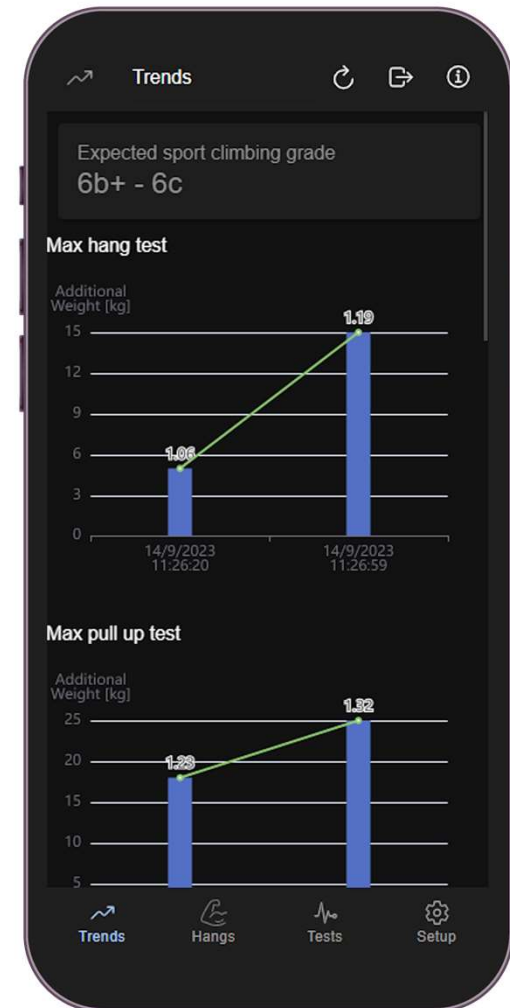 Trends
Expected sport climbing grade
6b+ - 6c
Max hang test
Additional
Weight [kg]
1.19
15
12
9
1.06
6
3
0
14/9/2023
11:26:20
14/9/2023
11:26:59
Max pull up test
Additional
Weight [kg]
1.32
25
1.23
20
15
10
5
Trends
Hangs
Tests
Setup